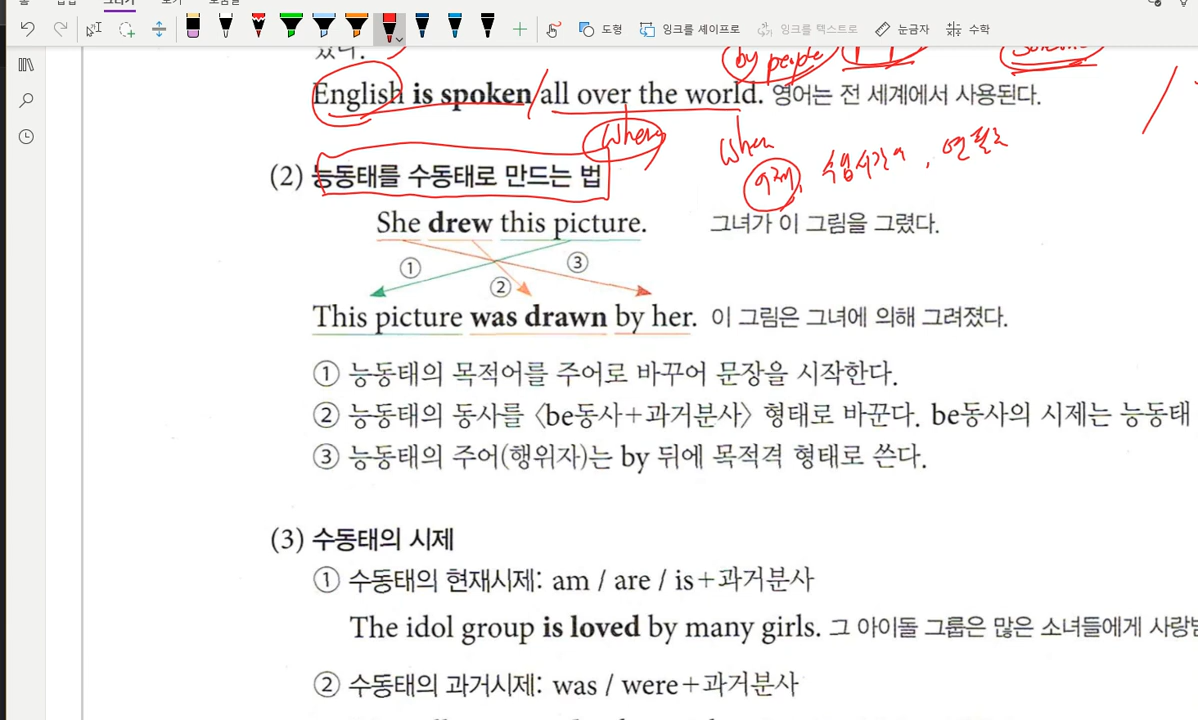 도형
잉크를 셰이프로
잉크를 텍스트로
눈금자
수학
있다.
by people
English is spoken all over the world. 영어는 전 세계에서 사용된다.
where
when
(2) 능동태를 수동태로 만드는 법
어제,
She drew this picture. 그녀가 이 그림을 그렸다.
① ② ③
This picture was drawn by her. 이 그림은 그녀에 의해 그려졌다.
① 능동태의 목적어를 주어로 바꾸어 문장을 시작한다.
② 능동태의 동사를 〈be동사+과거분사〉 형태로 바꾼다. be동사의 시제는 능동태
③ 능동태의 주어(행위자)는 by 뒤에 목적격 형태로 쓴다.
(3) 수동태의 시제
① 수동태의 현재시제: am / are / is+과거분사
The idol group is loved by many girls. 그 아이돌 그룹은 많은 소녀들에게 사랑받
② 수동태의 과거시제: was / were+과거분사